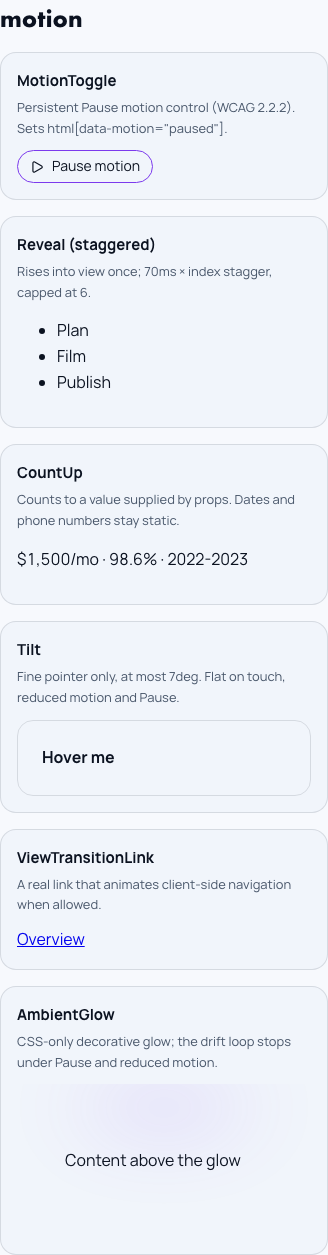 motion
MotionToggle
Persistent Pause motion control (WCAG 2.2.2).
Sets html[data-motion="paused"].
Pause motion
Reveal (staggered)
Rises into view once; 70ms × index stagger,
capped at 6.
Plan
Film
Publish
CountUp
Counts to a value supplied by props. Dates and
phone numbers stay static.
$1,500/mo · 98.6% · 2022-2023
Tilt
Fine pointer only, at most 7deg. Flat on touch,
reduced motion and Pause.
Hover me
ViewTransitionLink
A real link that animates client-side navigation
when allowed.
Overview
AmbientGlow
CSS-only decorative glow; the drift loop stops
under Pause and reduced motion.
Content above the glow